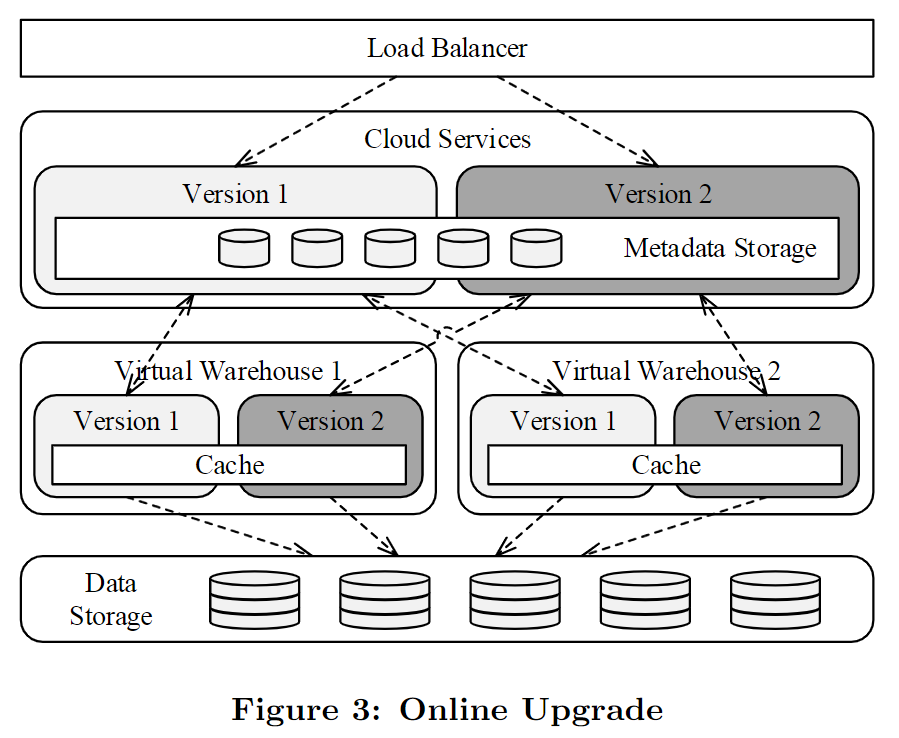 Load Balancer
Cloud Services
Version 1
Version 2
Metadata Storage
Virtual Warehouse 1
Virtual Warehouse 2
Version 1
Version 2
Version 1
Version 2
Cache
Cache
Data
Storage
Figure 3: Online Upgrade